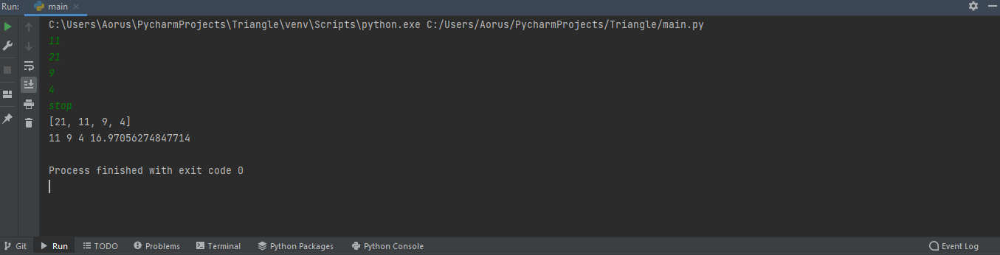 Run: main
C:\Users\Aorus\PycharmProjects\Triangle\venv\Scripts\python.exe C:/Users/Aorus/PycharmProjects/Triangle/main.py
11
21
9
4
stop
[21, 11, 9, 4]
11 9 4 16.97056274847714
Process finished with exit code 0
Git Run TODO Problems Terminal Python Packages Python Console Event Log